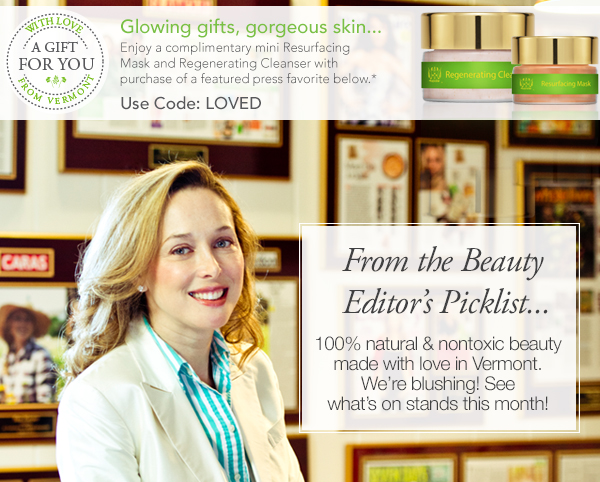 WITH LOVE
A GIFT
FOR YOU
FROM VERMONT
Glowing gifts, gorgeous skin...
Enjoy a complimentary mini Resurfacing
Mask and Regenerating Cleanser with
purchase of a featured press favorite below.*
Use Code: LOVED
Regenerating Clea
Resurfacing Mask
CARAS
From the Beauty
Editor's Picklist...
100% natural & nontoxic beauty
made with love in Vermont.
We're blushing! See
what's on stands this month!